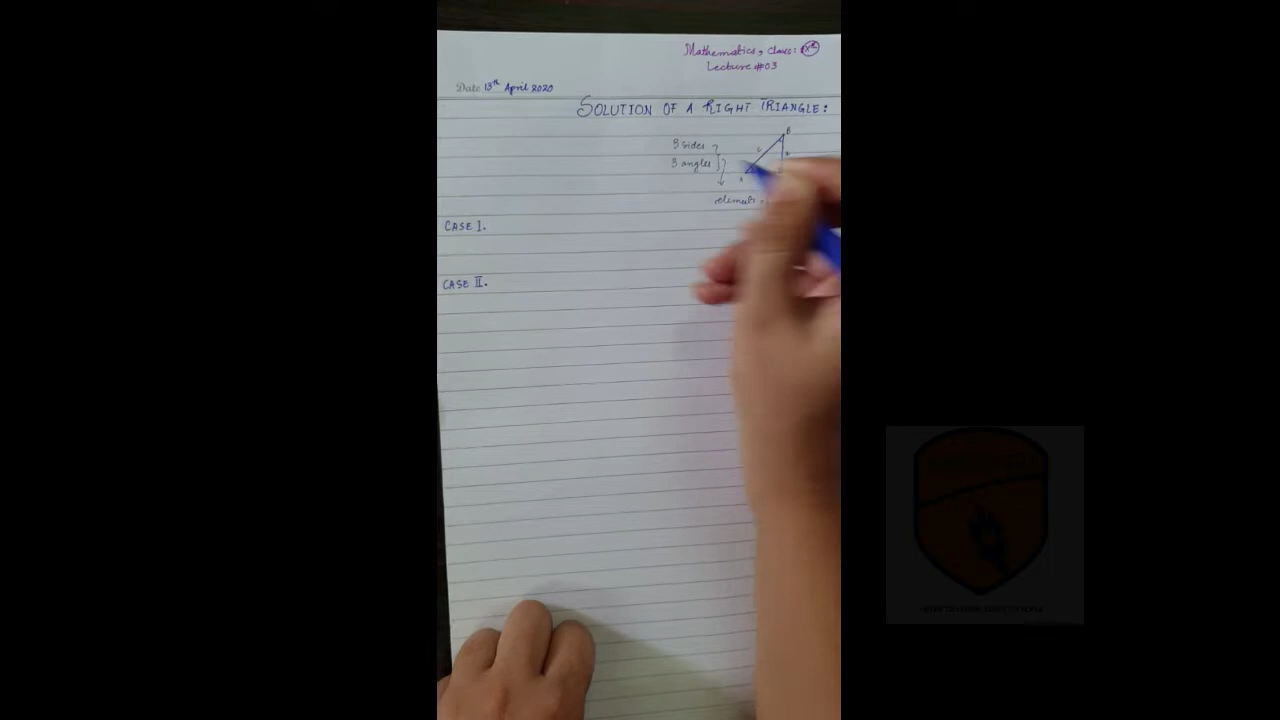 Mathematics, Class: Xth
Lecture #03
Date 13th April 2020
SOLUTION OF A RIGHT TRIANGLE:
3 sides
3 angles
elements
B
c
a
A
CASE I.
CASE II.